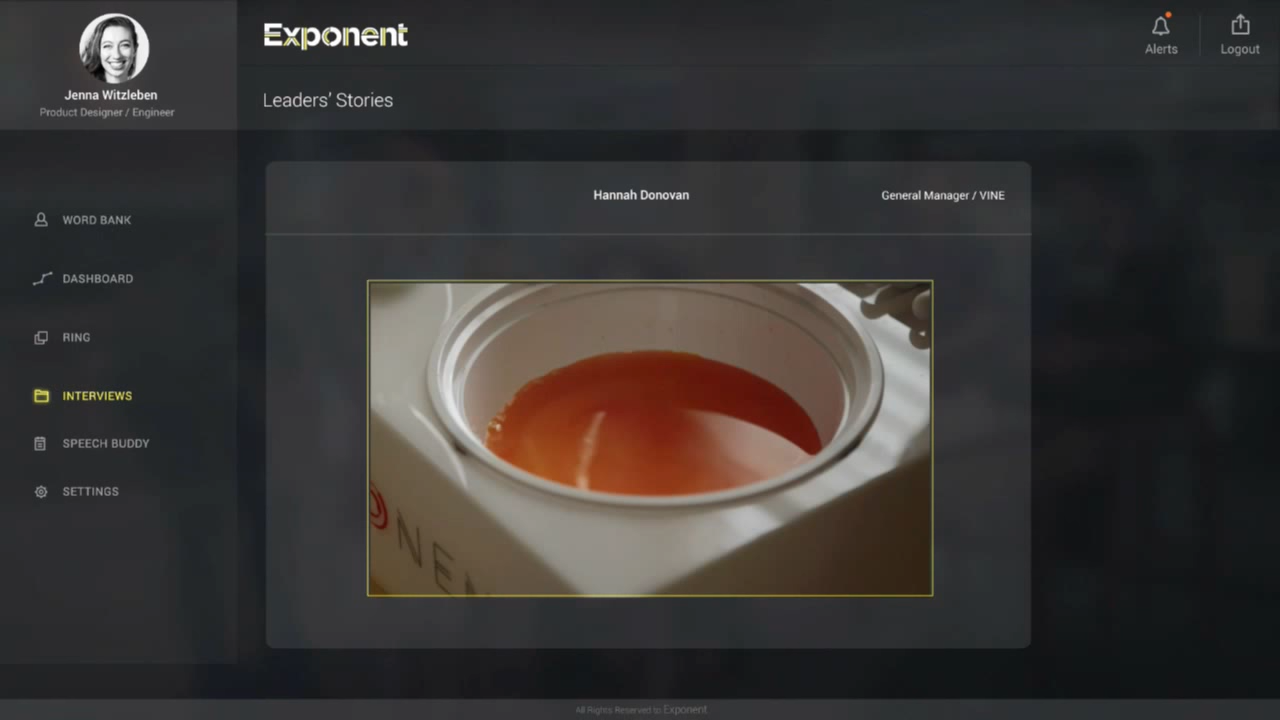 Jenna Witzleben
Product Designer / Engineer
Exponent
Alerts
Logout
Leaders' Stories
WORD BANK
DASHBOARD
RING
INTERVIEWS
SPEECH BUDDY
SETTINGS
Hannah Donovan
General Manager / VINE
NEN
All Rights Reserved to Exponent.